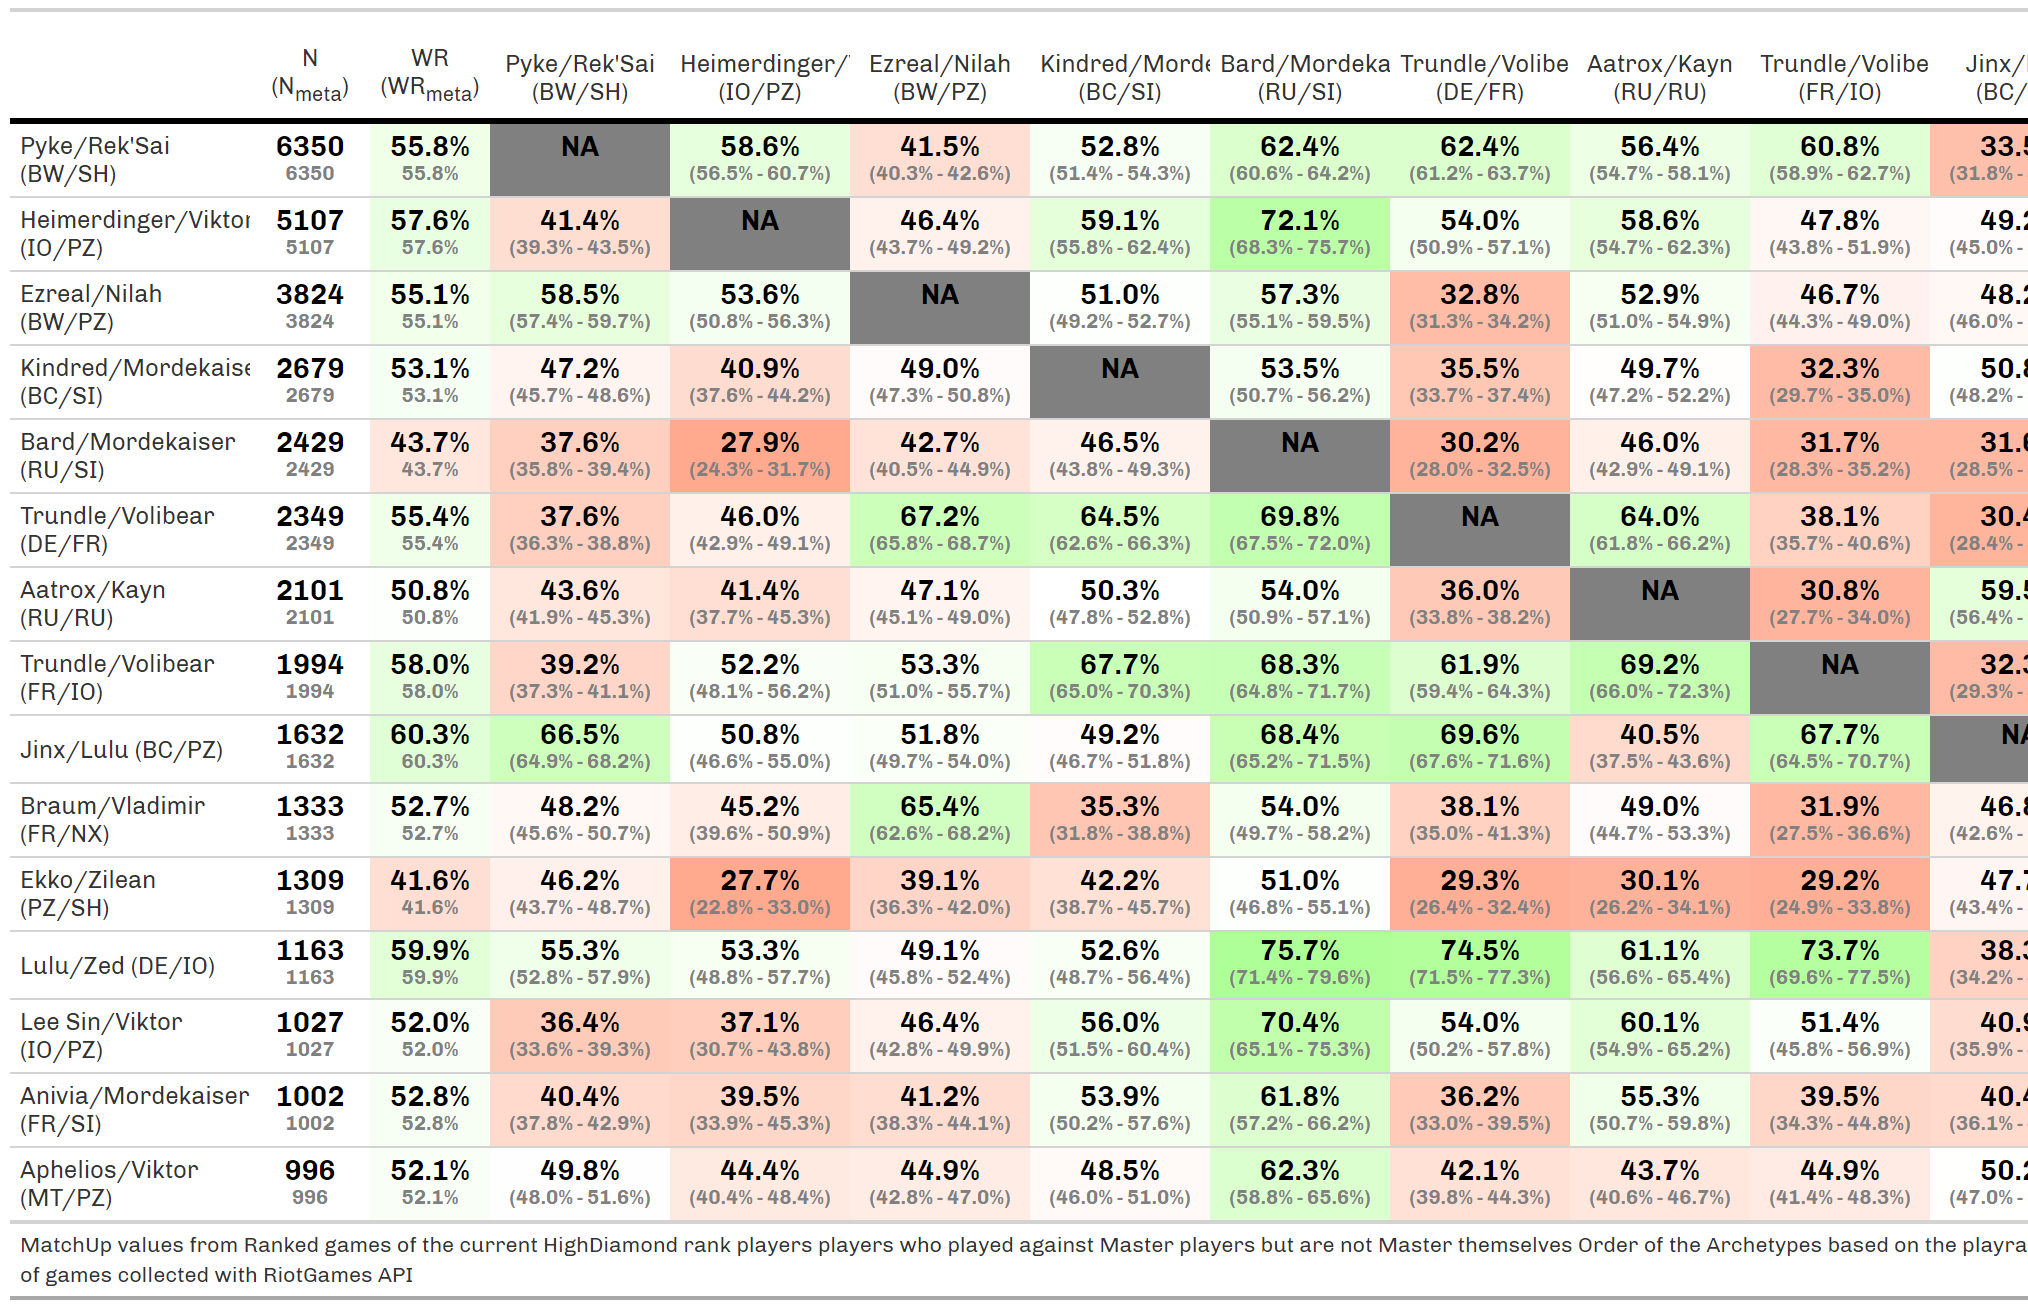 N WR Pyke/Rek'Sai Heimerdinger/ Ezreal/Nilah Kindred/Morde Bard/Mordeka Trundle/Volibe Aatrox/Kayn Trundle/Volibe Jinx/
(Nmeta) (WRmeta) (BW/SH) (IO/PZ) (BW/PZ) (BC/SI) (RU/SI) (DE/FR) (RU/RU) (FR/IO) (BC/
Pyke/Rek'Sai 6350 55.8% NA 58.6% 41.5% 52.8% 62.4% 62.4% 56.4% 60.8% 33.5
(BW/SH) 6350 55.8% (56.5% - 60.7%) (40.3% - 42.6%) (51.4% - 54.3%) (60.6% - 64.2%) (61.2% - 63.7%) (54.7% - 58.1%) (58.9% - 62.7%) (31.8% -
Heimerdinger/Viktor 5107 57.6% 41.4% NA 46.4% 59.1% 72.1% 54.0% 58.6% 47.8% 49.2
(IO/PZ) 5107 57.6% (39.3% - 43.5%) (43.7% - 49.2%) (55.8% - 62.4%) (68.3% - 75.7%) (50.9% - 57.1%) (54.7% - 62.3%) (43.8% - 51.9%) (45.0% -
Ezreal/Nilah 3824 55.1% 58.5% 53.6% NA 51.0% 57.3% 32.8% 52.9% 46.7% 48.2
(BW/PZ) 3824 55.1% (57.4% - 59.7%) (50.8% - 56.3%) (49.2% - 52.7%) (55.1% - 59.5%) (31.3% - 34.2%) (51.0% - 54.9%) (44.3% - 49.0%) (46.0% -
Kindred/Mordekaise 2679 53.1% 47.2% 40.9% 49.0% NA 53.5% 35.5% 49.7% 32.3% 50.8
(BC/SI) 2679 53.1% (45.7% - 48.6%) (37.6% - 44.2%) (47.3% - 50.8%) (50.7% - 56.2%) (33.7% - 37.4%) (47.2% - 52.2%) (29.7% - 35.0%) (48.2% -
Bard/Mordekaiser 2429 43.7% 37.6% 27.9% 42.7% 46.5% NA 30.2% 46.0% 31.7% 31.6
(RU/SI) 2429 43.7% (35.8% - 39.4%) (24.3% - 31.7%) (40.5% - 44.9%) (43.8% - 49.3%) (28.0% - 32.5%) (42.9% - 49.1%) (28.3% - 35.2%) (28.5% -
Trundle/Volibear 2349 55.4% 37.6% 46.0% 67.2% 64.5% 69.8% NA 64.0% 38.1% 30.4
(DE/FR) 2349 55.4% (36.3% - 38.8%) (42.9% - 49.1%) (65.8% - 68.7%) (62.6% - 66.3%) (67.5% - 72.0%) (61.8% - 66.2%) (35.7% - 40.6%) (28.4% -
Aatrox/Kayn 2101 50.8% 43.6% 41.4% 47.1% 50.3% 54.0% 36.0% NA 30.8% 59.5
(RU/RU) 2101 50.8% (41.9% - 45.3%) (37.7% - 45.3%) (45.1% - 49.0%) (47.8% - 52.8%) (50.9% - 57.1%) (33.8% - 38.2%) (27.7% - 34.0%) (56.4% -
Trundle/Volibear 1994 58.0% 39.2% 52.2% 53.3% 67.7% 68.3% 61.9% 69.2% NA 32.3
(FR/IO) 1994 58.0% (37.3% - 41.1%) (48.1% - 56.2%) (51.0% - 55.7%) (65.0% - 70.3%) (64.8% - 71.7%) (59.4% - 64.3%) (66.0% - 72.3%) (29.3% -
Jinx/Lulu (BC/PZ) 1632 60.3% 66.5% 50.8% 51.8% 49.2% 68.4% 69.6% 40.5% 67.7% NA
1632 60.3% (64.9% - 68.2%) (46.6% - 55.0%) (49.7% - 54.0%) (46.7% - 51.8%) (65.2% - 71.5%) (67.6% - 71.6%) (37.5% - 43.6%) (64.5% - 70.7%)
Braum/Vladimir 1333 52.7% 48.2% 45.2% 65.4% 35.3% 54.0% 38.1% 49.0% 31.9% 46.8
(FR/NX) 1333 52.7% (45.6% - 50.7%) (39.6% - 50.9%) (62.6% - 68.2%) (31.8% - 38.8%) (49.7% - 58.2%) (35.0% - 41.3%) (44.7% - 53.3%) (27.5% - 36.6%) (42.6% -
Ekko/Zilean 1309 41.6% 46.2% 27.7% 39.1% 42.2% 51.0% 29.3% 30.1% 29.2% 47.7
(PZ/SH) 1309 41.6% (43.7% - 48.7%) (22.8% - 33.0%) (36.3% - 42.0%) (38.7% - 45.7%) (46.8% - 55.1%) (26.4% - 32.4%) (26.2% - 34.1%) (24.9% - 33.8%) (43.4% -
Lulu/Zed (DE/IO) 1163 59.9% 55.3% 53.3% 49.1% 52.6% 75.7% 74.5% 61.1% 73.7% 38.3
1163 59.9% (52.8% - 57.9%) (48.8% - 57.7%) (45.8% - 52.4%) (48.7% - 56.4%) (71.4% - 79.6%) (71.5% - 77.3%) (56.6% - 65.4%) (69.6% - 77.5%) (34.2% -
Lee Sin/Viktor 1027 52.0% 36.4% 37.1% 46.4% 56.0% 70.4% 54.0% 60.1% 51.4% 40.9
(IO/PZ) 1027 52.0% (33.6% - 39.3%) (30.7% - 43.8%) (42.8% - 49.9%) (51.5% - 60.4%) (65.1% - 75.3%) (50.2% - 57.8%) (54.9% - 65.2%) (45.8% - 56.9%) (35.9% -
Anivia/Mordekaiser 1002 52.8% 40.4% 39.5% 41.2% 53.9% 61.8% 36.2% 55.3% 39.5% 40.4
(FR/SI) 1002 52.8% (37.8% - 42.9%) (33.9% - 45.3%) (38.3% - 44.1%) (50.2% - 57.6%) (57.2% - 66.2%) (33.0% - 39.5%) (50.7% - 59.8%) (34.3% - 44.8%) (36.1% -
Aphelios/Viktor 996 52.1% 49.8% 44.4% 44.9% 48.5% 62.3% 42.1% 43.7% 44.9% 50.2
(MT/PZ) 996 52.1% (48.0% - 51.6%) (40.4% - 48.4%) (42.8% - 47.0%) (46.0% - 51.0%) (58.8% - 65.6%) (39.8% - 44.3%) (40.6% - 46.7%) (41.4% - 48.3%) (47.0% -
MatchUp values from Ranked games of the current HighDiamond rank players players who played against Master players but are not Master themselves Order of the Archetypes based on the playra
of games collected with RiotGames API